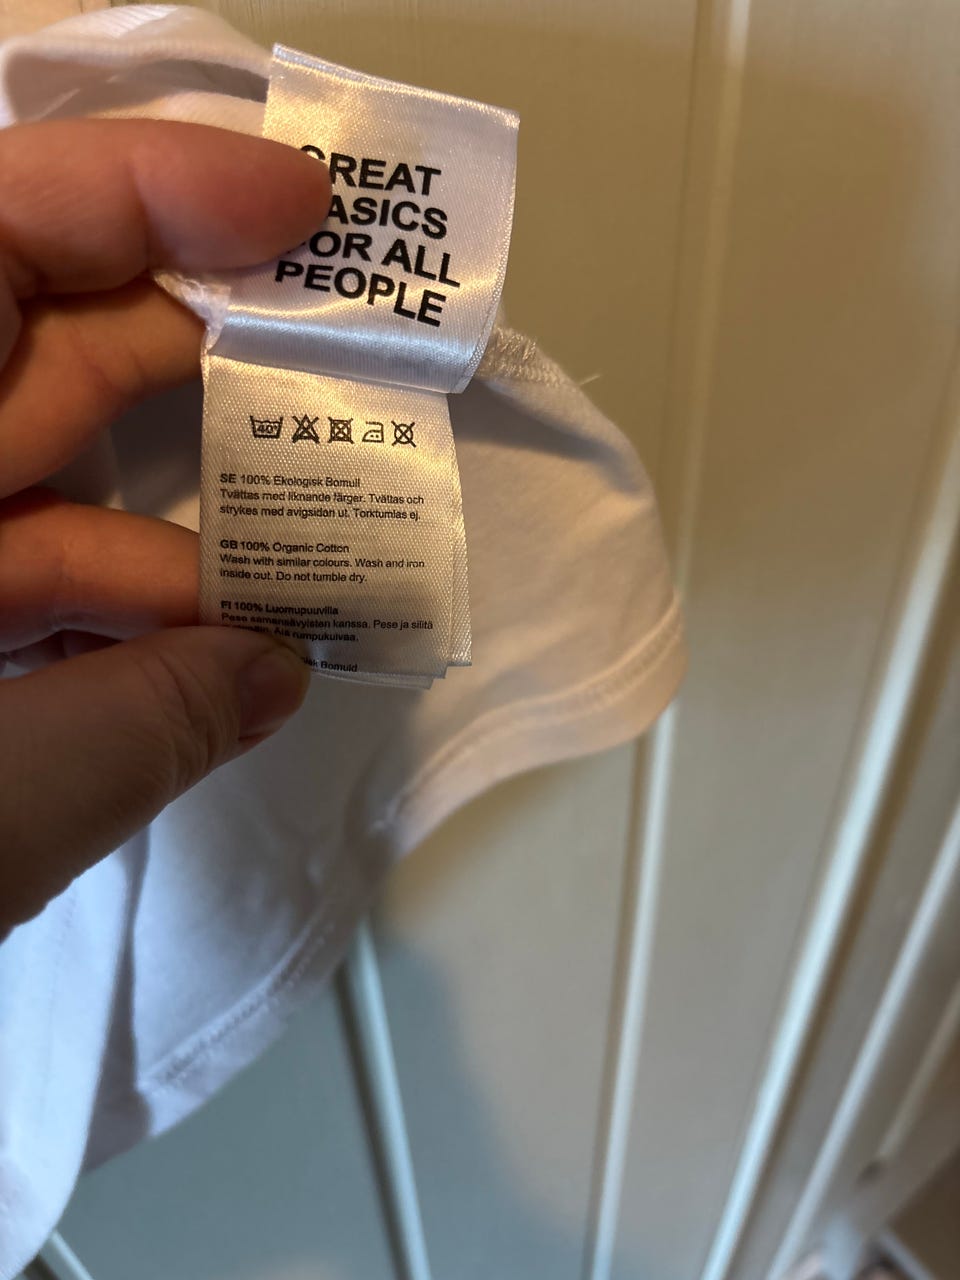 REAT
ASICS
OR ALL
PEOPLE
40°
SE 100% Ekologisk Bomull
Tvättas med liknande färger. Tvättas och
strykes med avigsidan ut. Torktumlas ej.
GB 100% Organic Cotton
Wash with similar colours. Wash and iron
inside out. Do not tumble dry.
FI 100% Luomupuuvilla
Pese samansävyisten kanssa. Pese ja silitä
Älä rumpukuivaa.
Bomuld